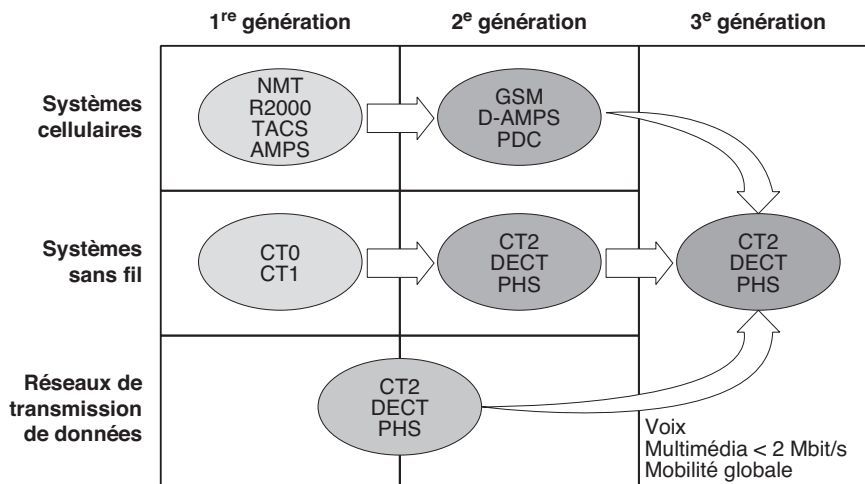 1re génération
2e génération
3e génération
Systèmes
cellulaires
NMT
R2000
TACS
AMPS
GSM
D-AMPS
PDC
Systèmes
sans fil
CT0
CT1
CT2
DECT
PHS
CT2
DECT
PHS
Réseaux de
transmission
de données
CT2
DECT
PHS
Voix
Multimédia < 2 Mbit/s
Mobilité globale